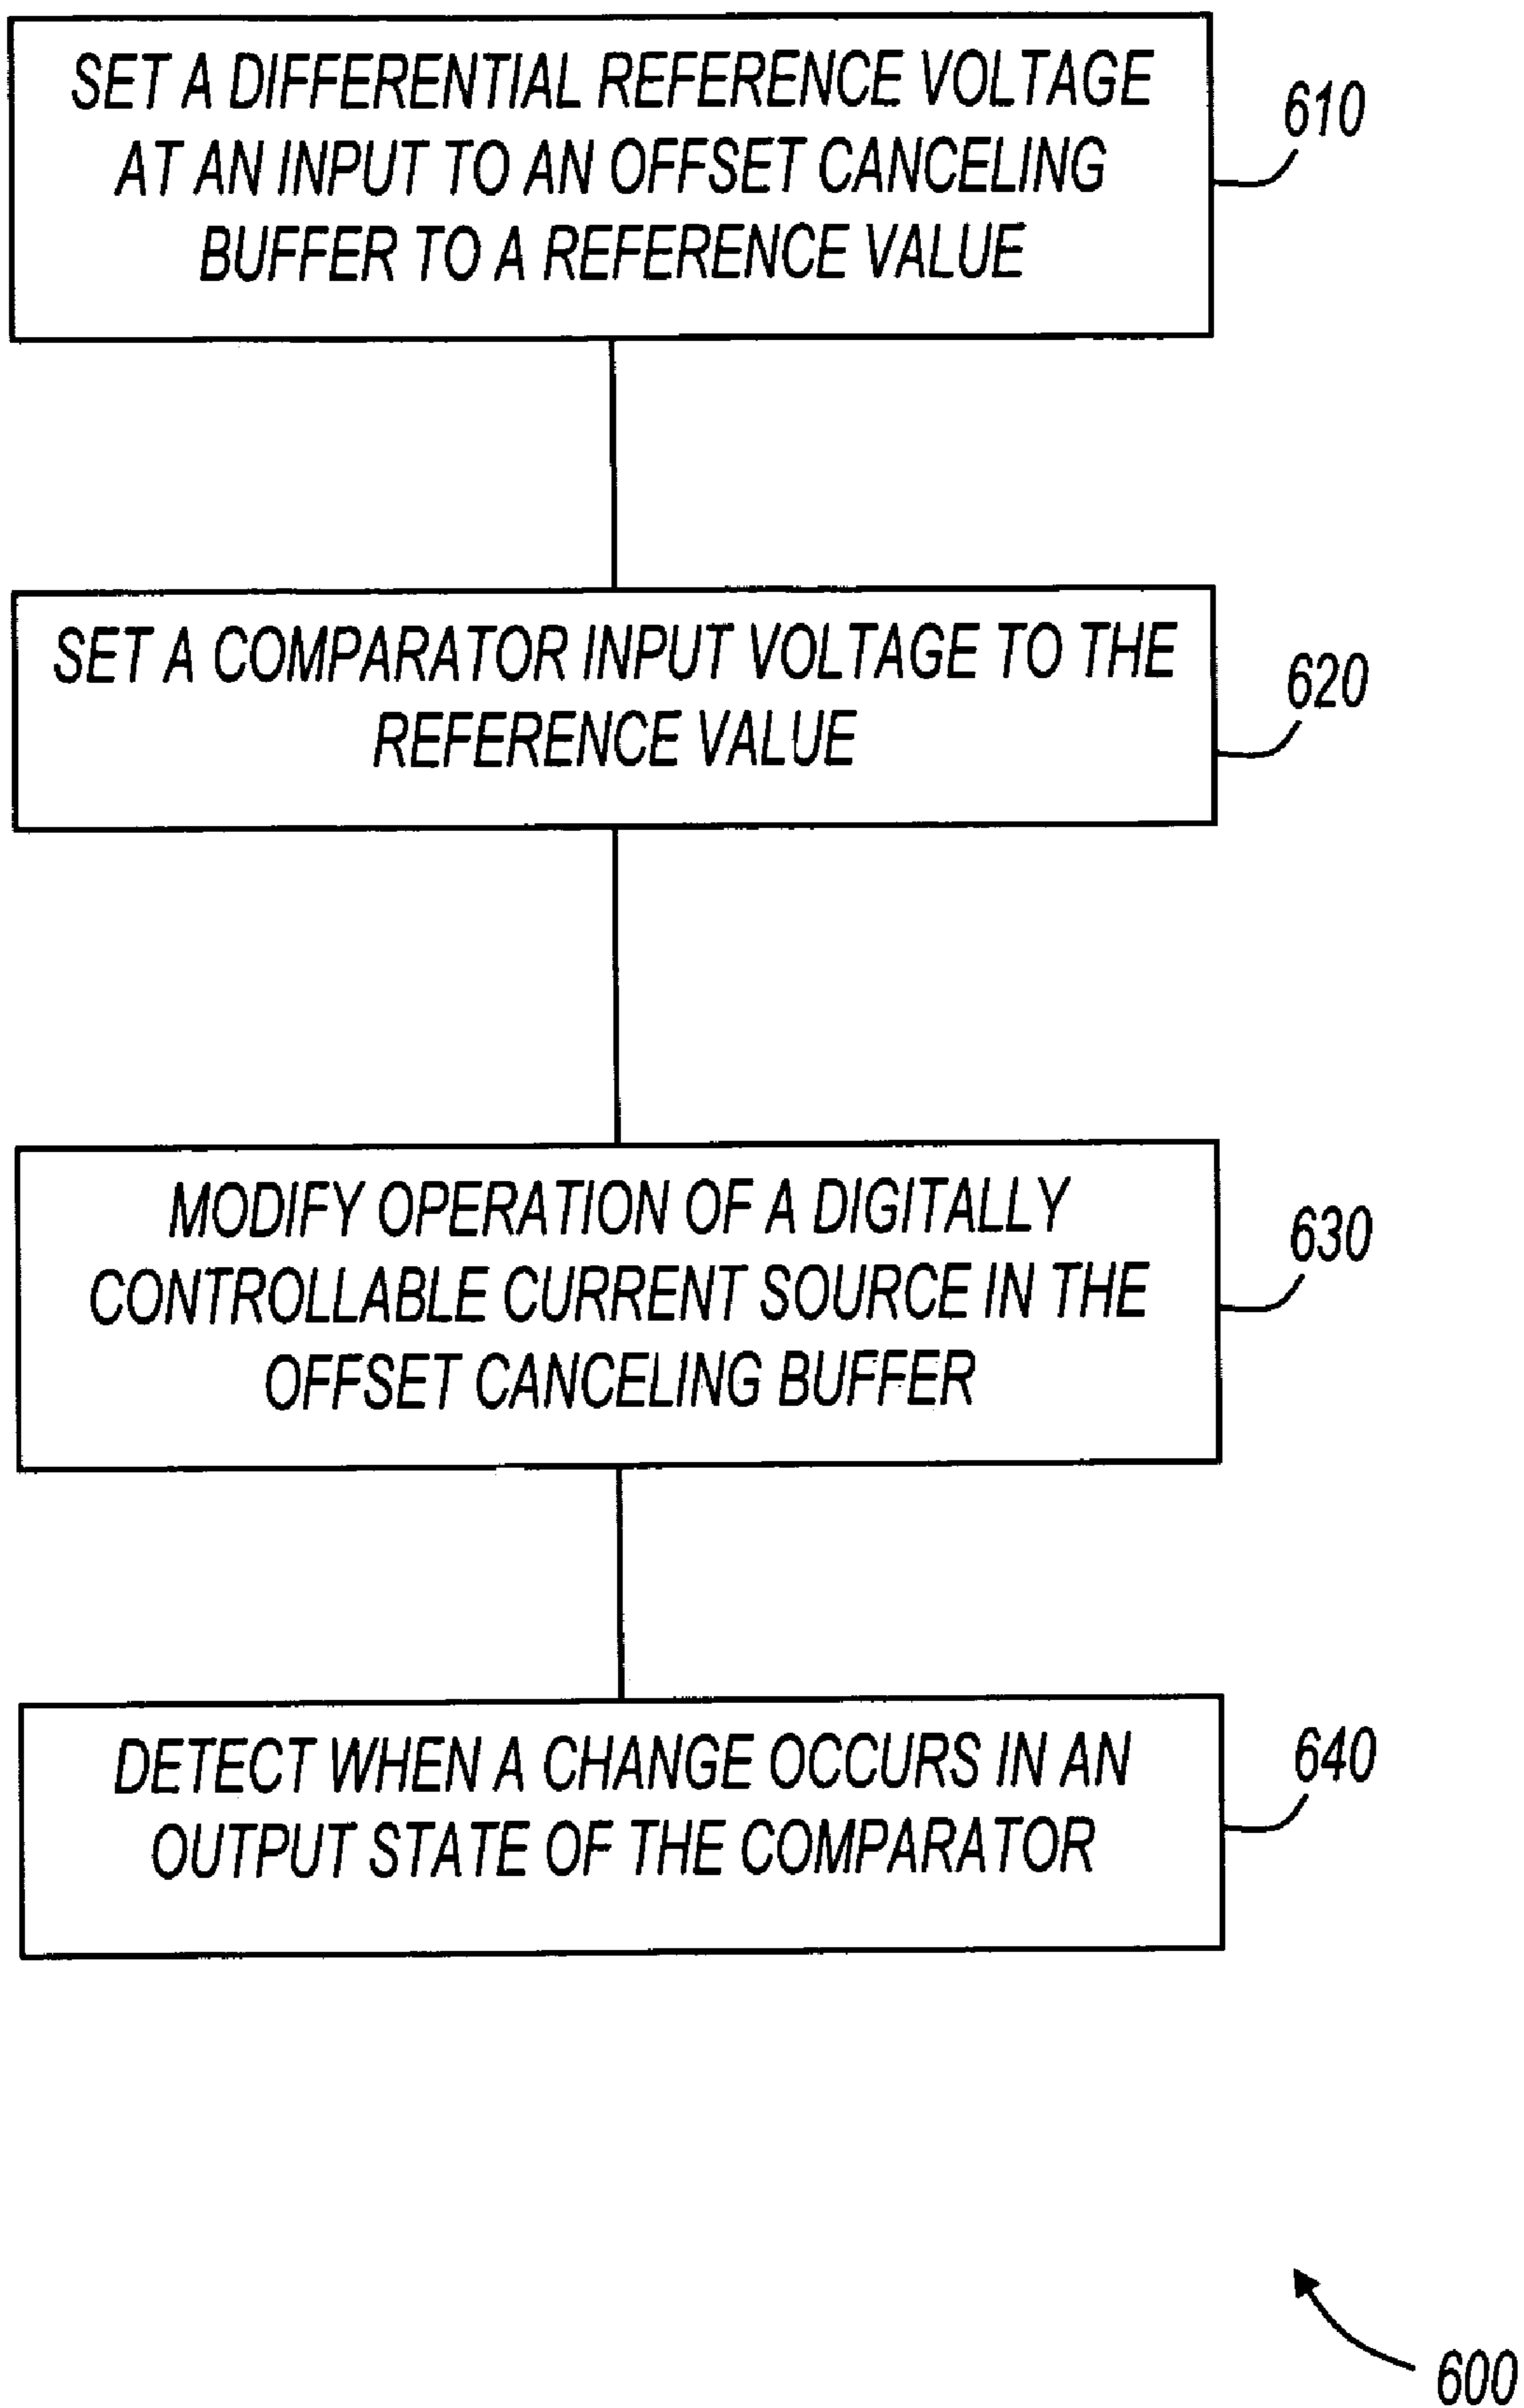 SET A DIFFERENTIAL REFERENCE VOLTAGE
AT AN INPUT TO AN OFFSET CANCELING
BUFFER TO A REFERENCE VALUE
610
SET A COMPARATOR INPUT VOLTAGE TO THE
REFERENCE VALUE
620
MODIFY OPERATION OF A DIGITALLY
CONTROLLABLE CURRENT SOURCE IN THE
OFFSET CANCELING BUFFER
630
DETECT WHEN A CHANGE OCCURS IN AN
OUTPUT STATE OF THE COMPARATOR
640
600